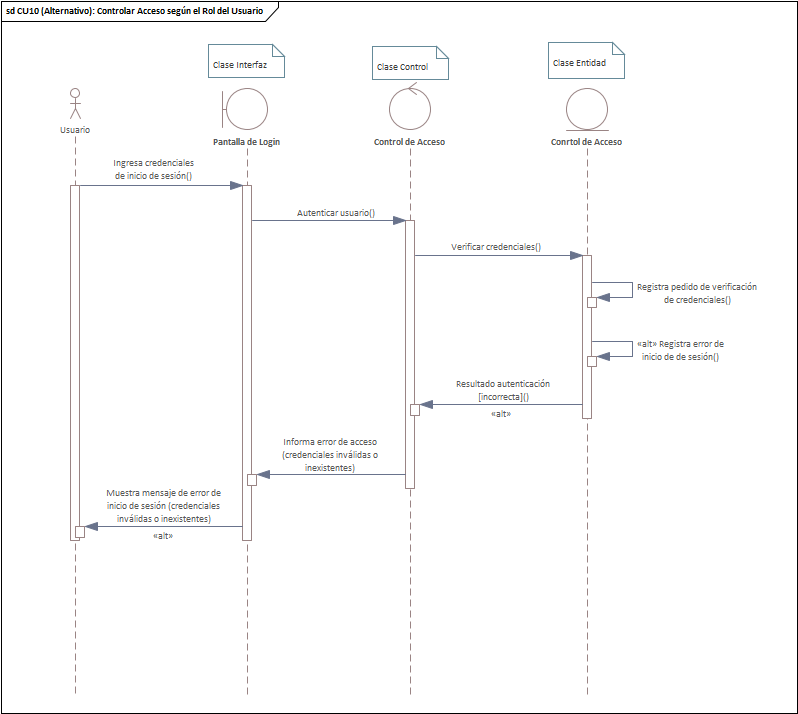 sd CU10 (Alternativo): Controlar Acceso según el Rol del Usuario
Clase Interfaz
Clase Control
Clase Entidad
Usuario
Pantalla de Login
Control de Acceso
Conrtol de Acceso
Ingresa credenciales
de inicio de sesión()
Autenticar usuario()
Verificar credenciales()
Registra pedido de verificación
de credenciales()
«alt» Registra error de
inicio de de sesión()
Resultado autenticación
[incorrecta]()
«alt»
Informa error de acceso
(credenciales inválidas o
inexistentes)
Muestra mensaje de error de
inicio de sesión (credenciales
inválidas o inexistentes)
«alt»